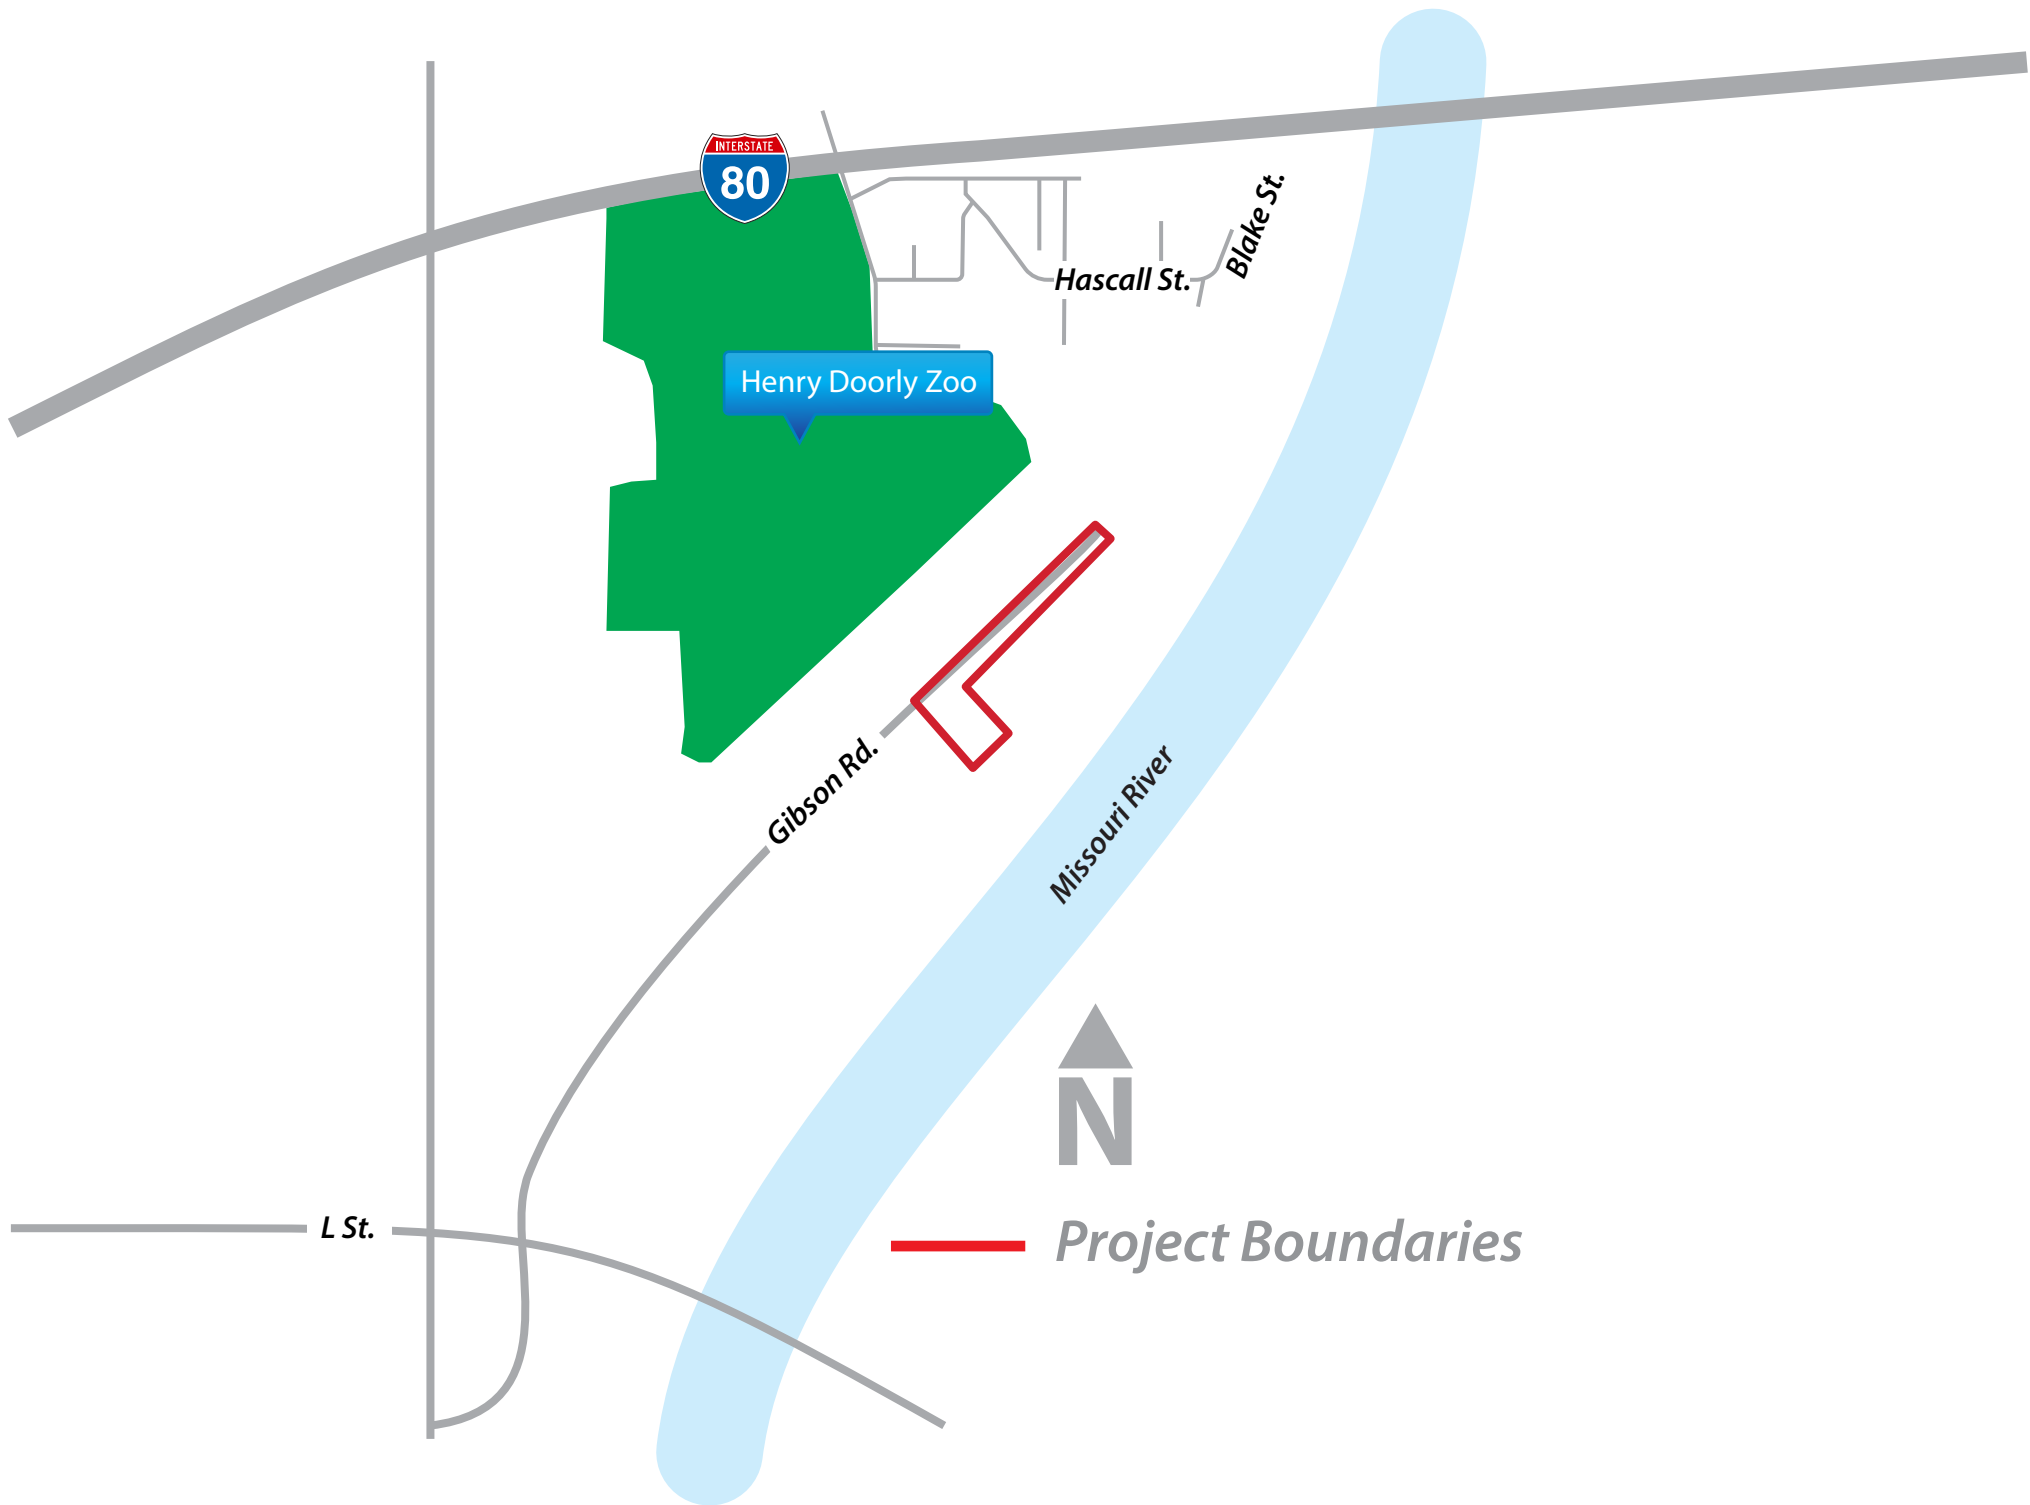 INTERSTATE
80
Blake St.
Hascall St.
Henry Doorly Zoo
Gibson Rd.
Missouri River
N
L St.
Project Boundaries